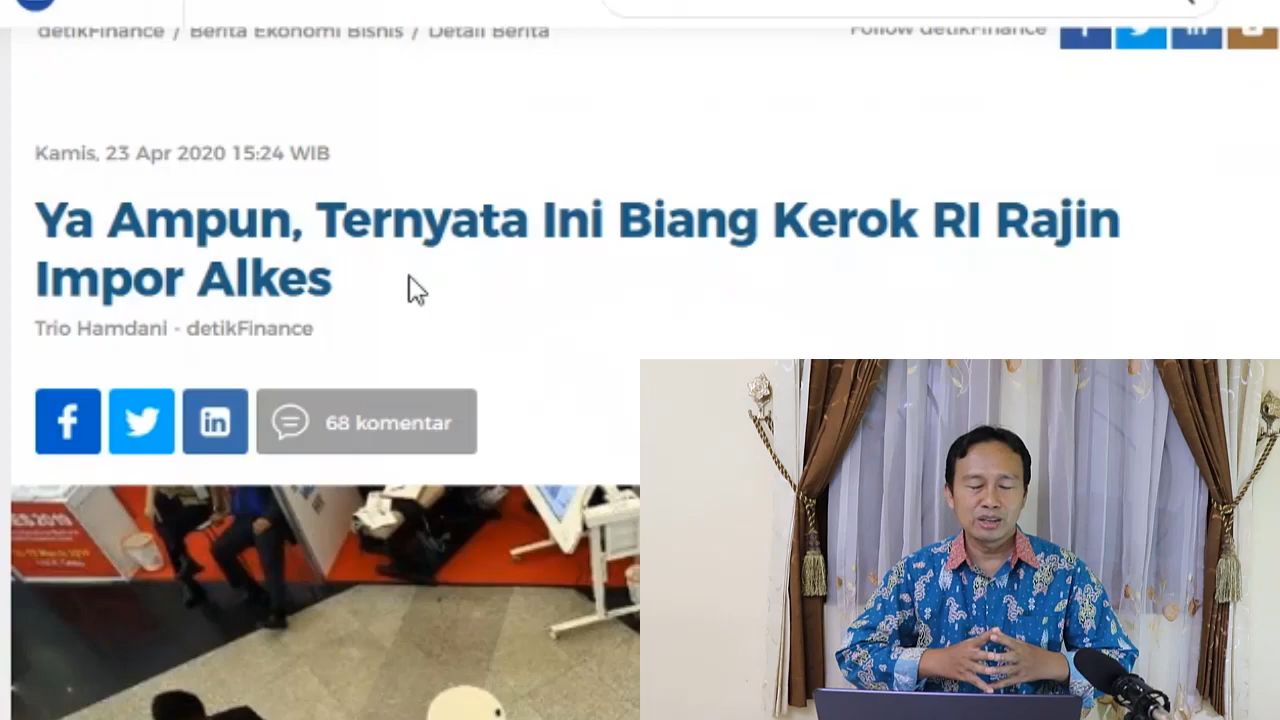 detikFinance / Berita Ekonomi Bisnis / Detail Berita
Follow detikFinance
Kamis, 23 Apr 2020 15:24 WIB
Ya Ampun, Ternyata Ini Biang Kerok RI Rajin
Impor Alkes
Trio Hamdani - detikFinance
68 komentar
2019